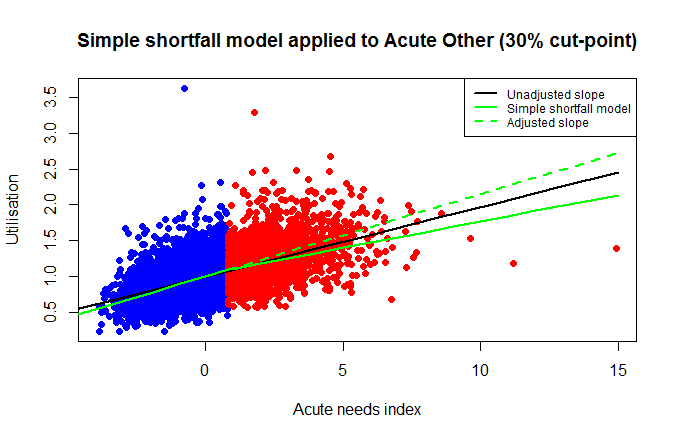 Simple shortfall model applied to Acute Other (30% cut-point)
Unadjusted slope
Simple shortfall model
Adjusted slope
Utilisation
3.5
3.0
2.5
2.0
1.5
1.0
0.5
0 5 10 15
Acute needs index